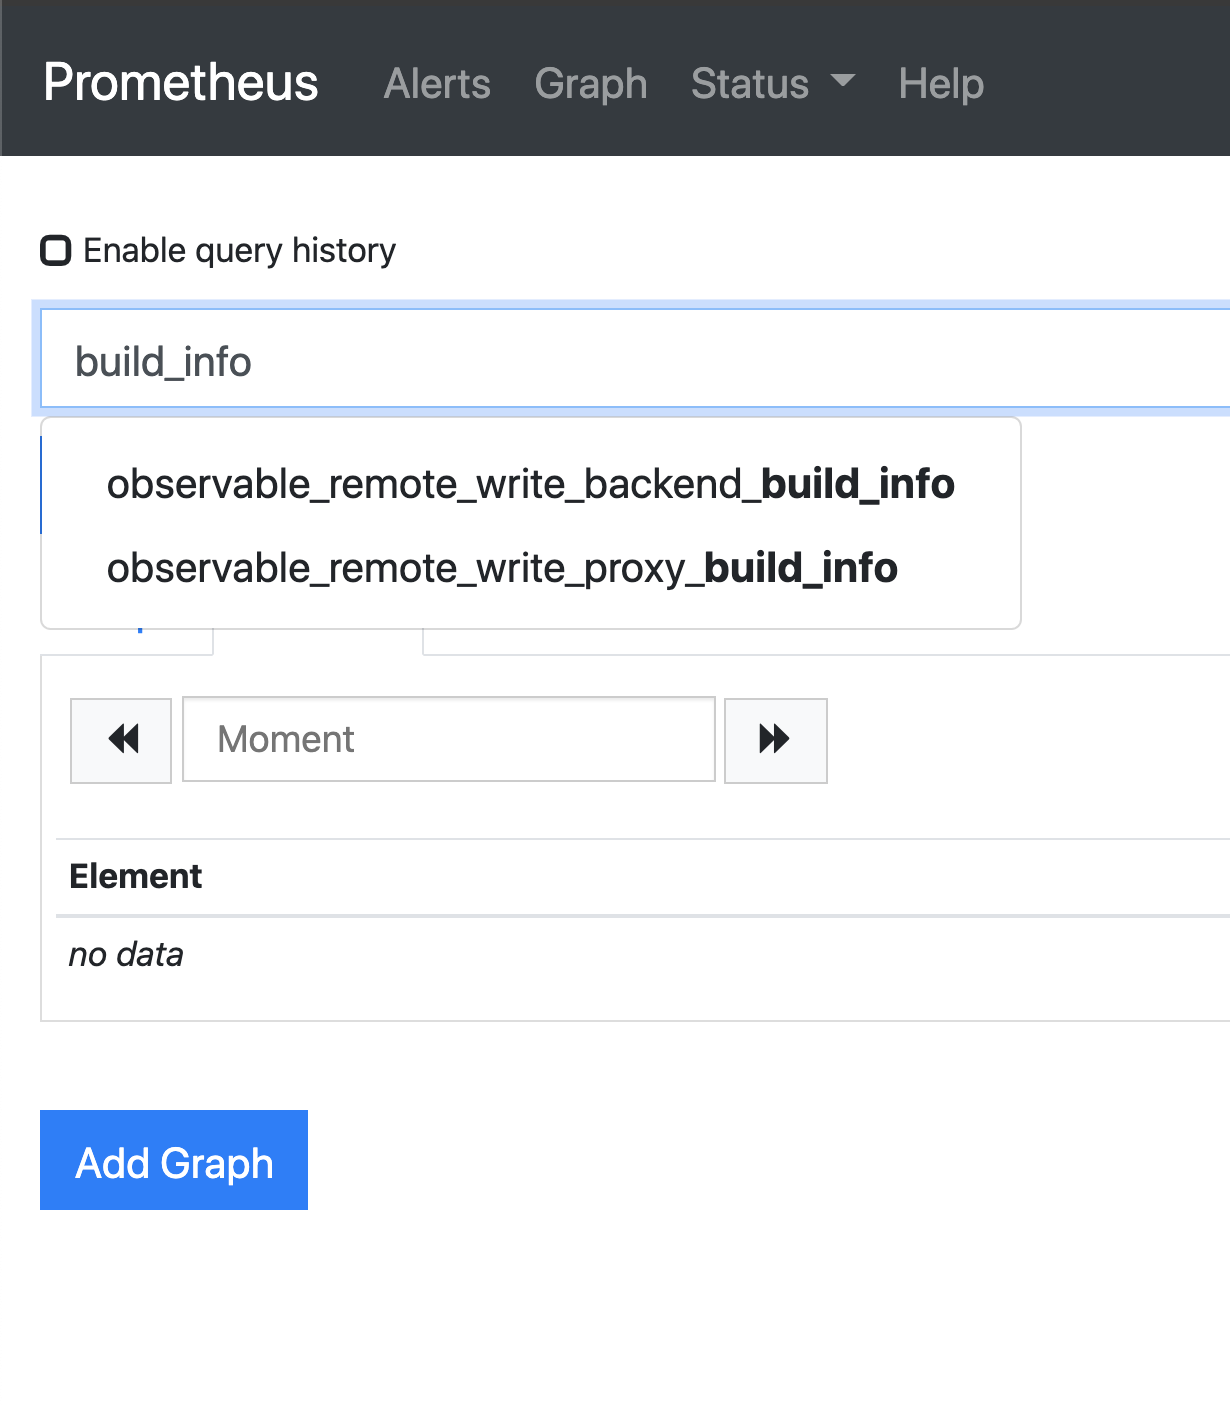 Prometheus Alerts Graph Status Help
Enable query history
build_info
observable_remote_write_backend_build_info
observable_remote_write_proxy_build_info
Moment
Element
no data
Add Graph